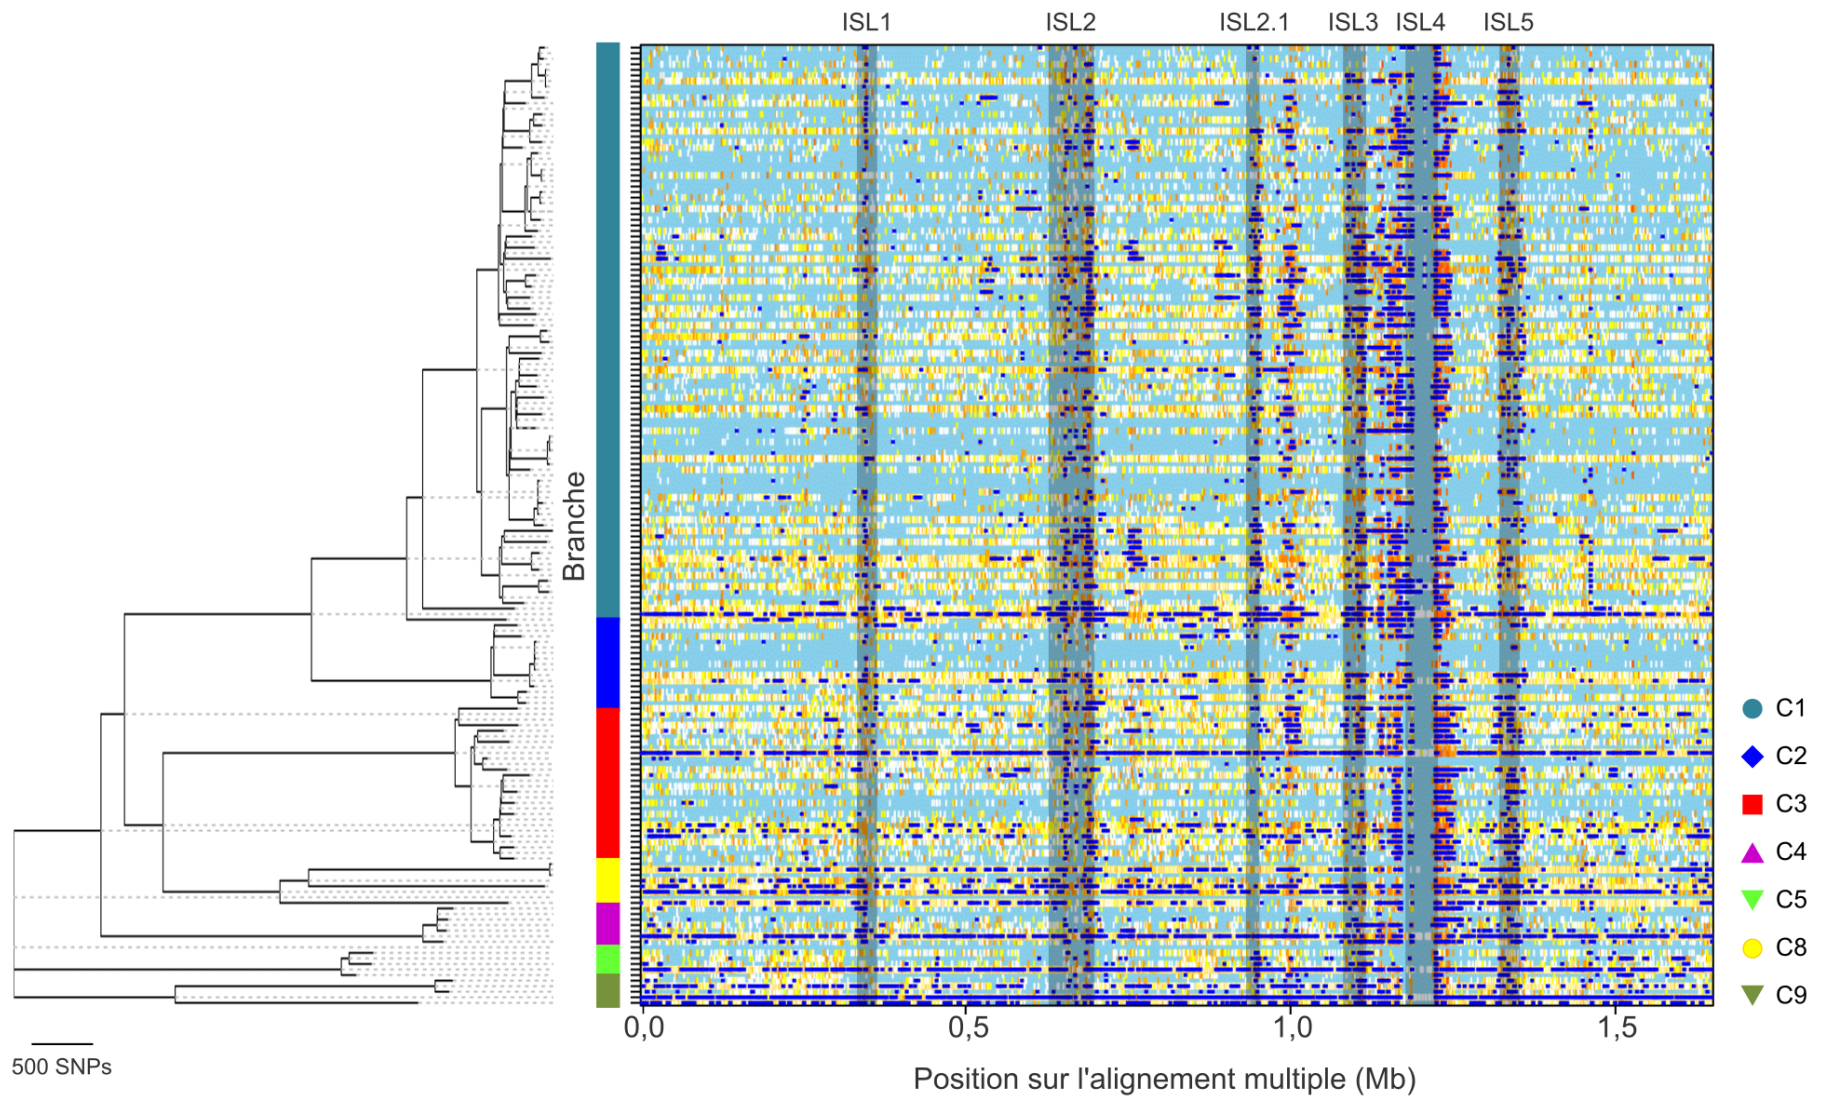 ISL1 ISL2 ISL2.1 ISL3 ISL4 ISL5
Branche
C1
C2
C3
C4
C5
C8
C9
0,0 0,5 1,0 1,5
500 SNPs
Position sur l'alignement multiple (Mb)